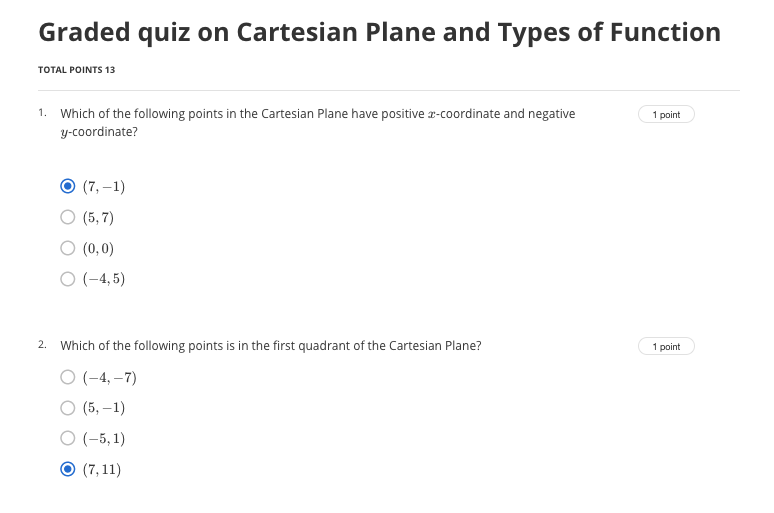 Graded quiz on Cartesian Plane and Types of Function
TOTAL POINTS 13
1. Which of the following points in the Cartesian Plane have positive x-coordinate and negative
y-coordinate?
1 point
(7, −1)
(5, 7)
(0, 0)
(−4, 5)
2. Which of the following points is in the first quadrant of the Cartesian Plane?
1 point
(−4, −7)
(5, −1)
(−5, 1)
(7, 11)